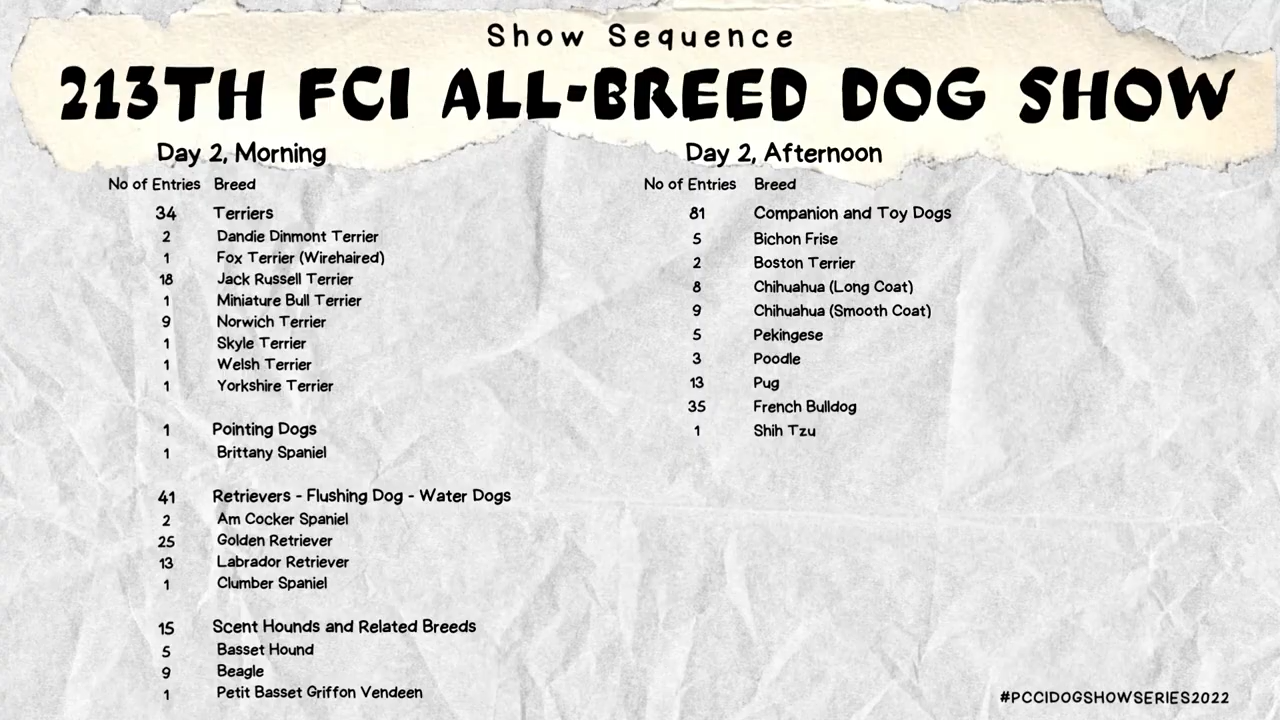 Show Sequence
213TH FCI ALL-BREED DOG SHOW
Day 2, Morning
No of Entries Breed
34 Terriers
2 Dandie Dinmont Terrier
1 Fox Terrier (Wirehaired)
18 Jack Russell Terrier
1 Miniature Bull Terrier
9 Norwich Terrier
1 Skyle Terrier
1 Welsh Terrier
1 Yorkshire Terrier
1 Pointing Dogs
1 Brittany Spaniel
41 Retrievers - Flushing Dog - Water Dogs
2 Am Cocker Spaniel
25 Golden Retriever
13 Labrador Retriever
1 Clumber Spaniel
15 Scent Hounds and Related Breeds
5 Basset Hound
9 Beagle
1 Petit Basset Griffon Vendeen
Day 2, Afternoon
No of Entries Breed
81 Companion and Toy Dogs
5 Bichon Frise
2 Boston Terrier
8 Chihuahua (Long Coat)
9 Chihuahua (Smooth Coat)
5 Pekingese
3 Poodle
13 Pug
35 French Bulldog
1 Shih Tzu
#PCCIDOGSHOWSERIES2022